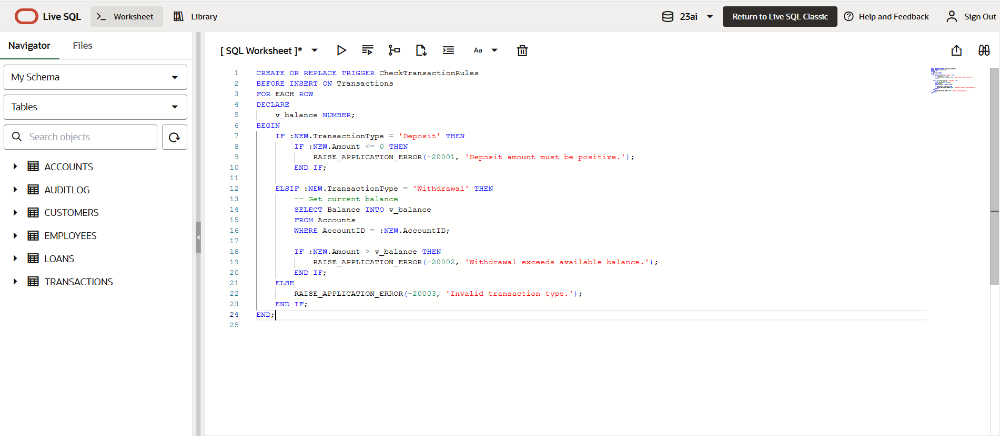 Live SQL
Worksheet
Library
23ai
Return to Live SQL Classic
Help and Feedback
Sign Out
Navigator
Files
My Schema
Tables
Search objects
ACCOUNTS
AUDITLOG
CUSTOMERS
EMPLOYEES
LOANS
TRANSACTIONS
[ SQL Worksheet ]*
Aa
1 CREATE OR REPLACE TRIGGER CheckTransactionRules
2 BEFORE INSERT ON Transactions
3 FOR EACH ROW
4 DECLARE
5     v_balance NUMBER;
6 BEGIN
7     IF :NEW.TransactionType = 'Deposit' THEN
8         IF :NEW.Amount <= 0 THEN
9             RAISE_APPLICATION_ERROR(-20001, 'Deposit amount must be positive.');
10         END IF;
11
12     ELSIF :NEW.TransactionType = 'Withdrawal' THEN
13         -- Get current balance
14         SELECT Balance INTO v_balance
15         FROM Accounts
16         WHERE AccountID = :NEW.AccountID;
17
18         IF :NEW.Amount > v_balance THEN
19             RAISE_APPLICATION_ERROR(-20002, 'Withdrawal exceeds available balance.');
20         END IF;
21     ELSE
22         RAISE_APPLICATION_ERROR(-20003, 'Invalid transaction type.');
23     END IF;
24 END;
25